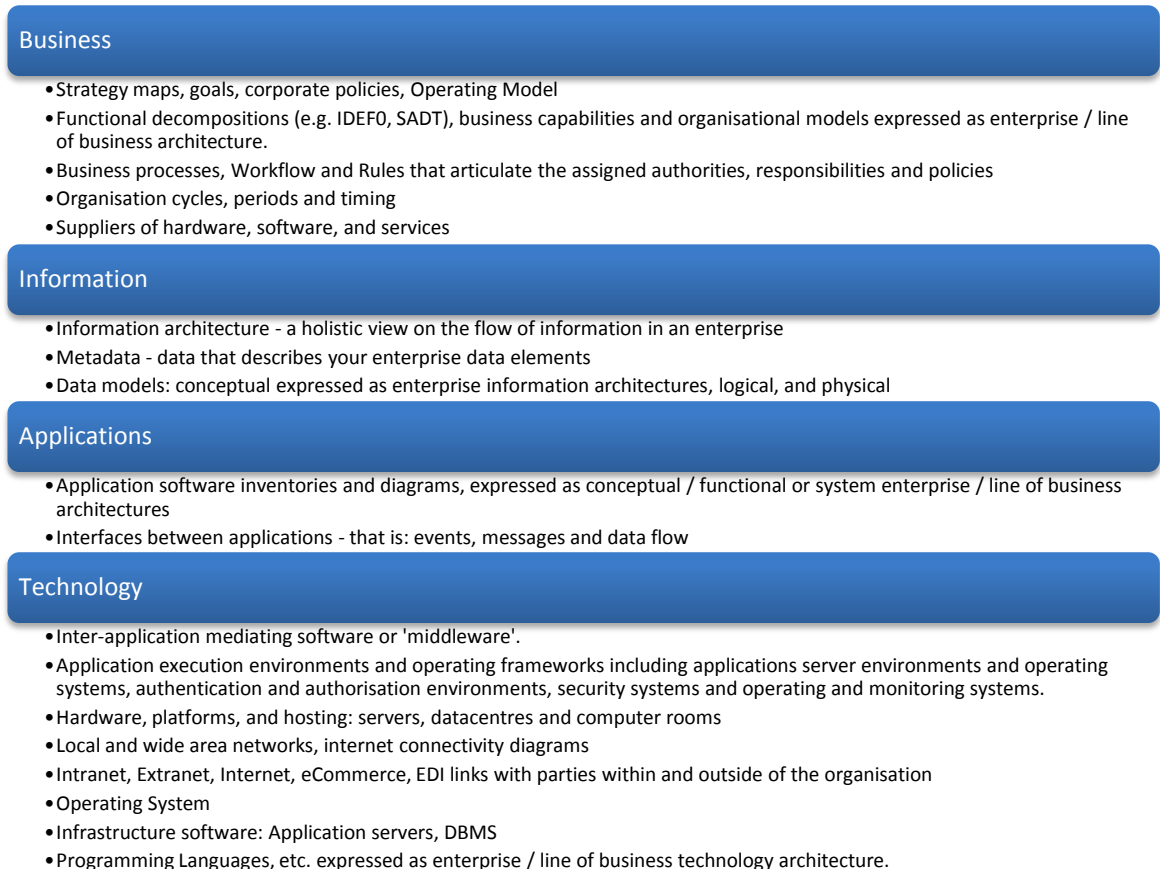 Business
•Strategy maps, goals, corporate policies, Operating Model
•Functional decompositions (e.g. IDEF0, SADT), business capabilities and organisational models expressed as enterprise / line
of business architecture.
•Business processes, Workflow and Rules that articulate the assigned authorities, responsibilities and policies
•Organisation cycles, periods and timing
•Suppliers of hardware, software, and services
Information
•Information architecture - a holistic view on the flow of information in an enterprise
•Metadata - data that describes your enterprise data elements
•Data models: conceptual expressed as enterprise information architectures, logical, and physical
Applications
•Application software inventories and diagrams, expressed as conceptual / functional or system enterprise / line of business
architectures
•Interfaces between applications - that is: events, messages and data flow
Technology
•Inter-application mediating software or 'middleware'.
•Application execution environments and operating frameworks including applications server environments and operating
systems, authentication and authorisation environments, security systems and operating and monitoring systems.
•Hardware, platforms, and hosting: servers, datacentres and computer rooms
•Local and wide area networks, internet connectivity diagrams
•Intranet, Extranet, Internet, eCommerce, EDI links with parties within and outside of the organisation
•Operating System
•Infrastructure software: Application servers, DBMS
•Programming Languages, etc. expressed as enterprise / line of business technology architecture.